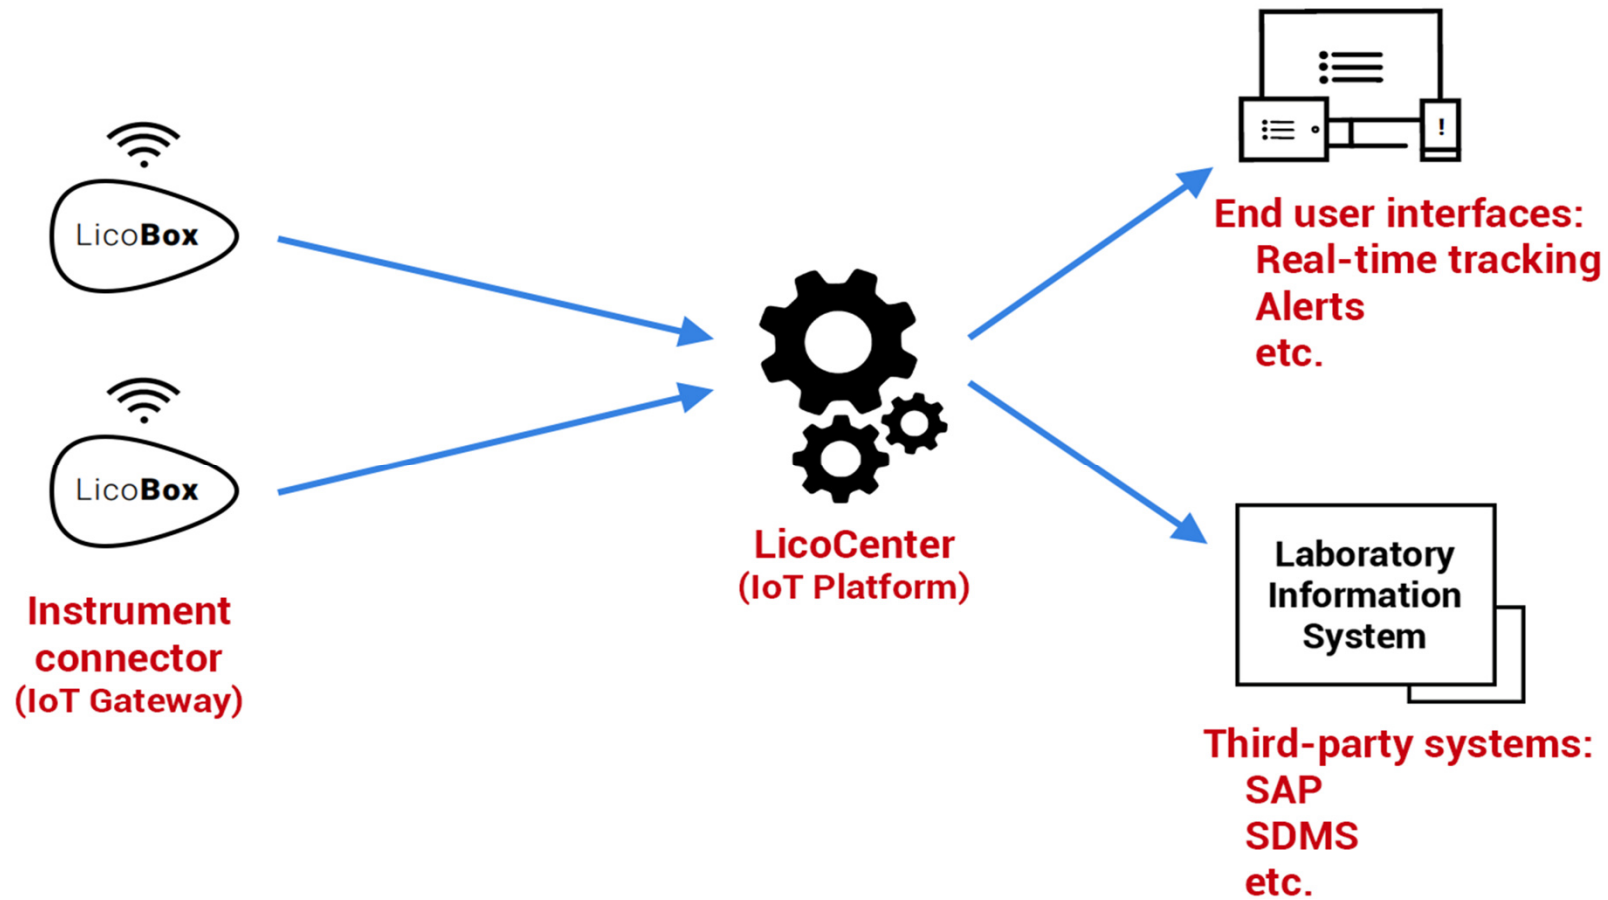 LicoBox
LicoBox
Instrument
connector
(IoT Gateway)
LicoCenter
(IoT Platform)
!
End user interfaces:
Real-time tracking
Alerts
etc.
Laboratory
Information
System
Third-party systems:
SAP
SDMS
etc.